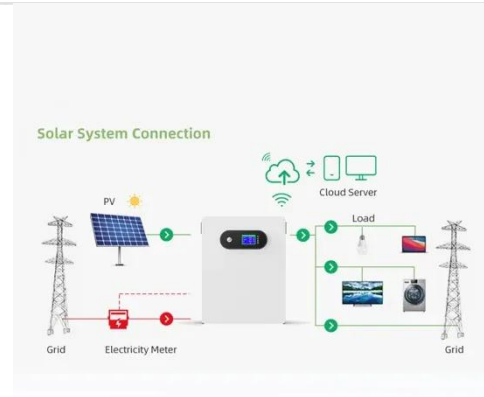 Solar System Connection
Cloud Server
PV
Load
Grid
Electricity Meter
Grid